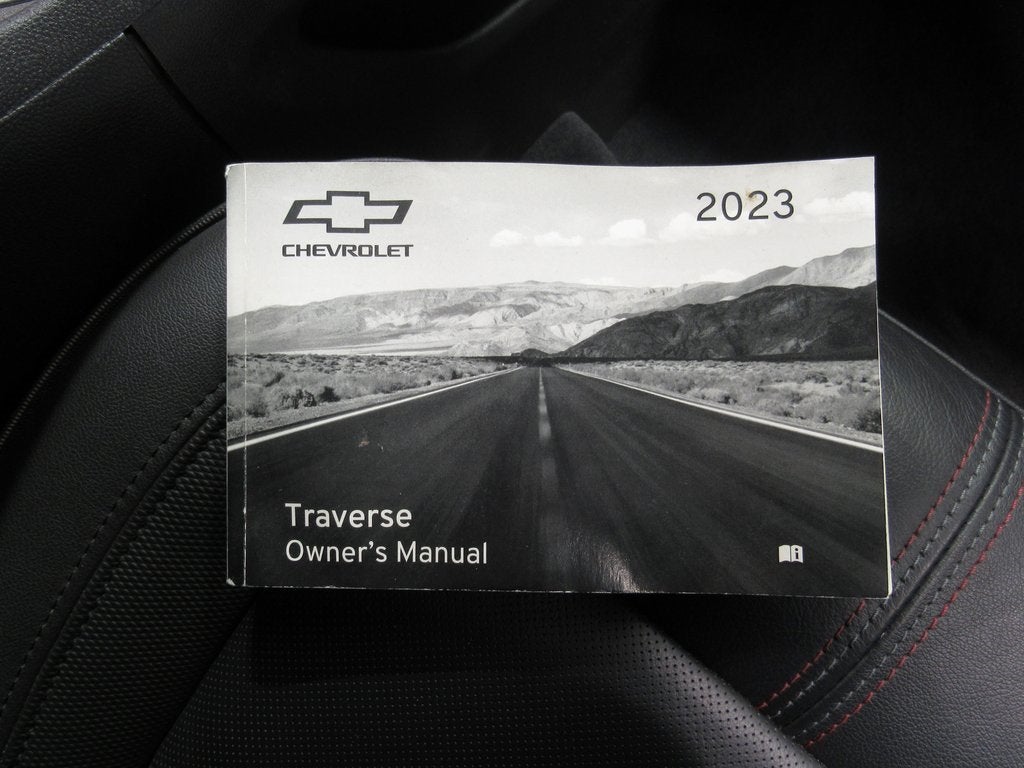 CHEVROLET
2023
Traverse
Owner's Manual